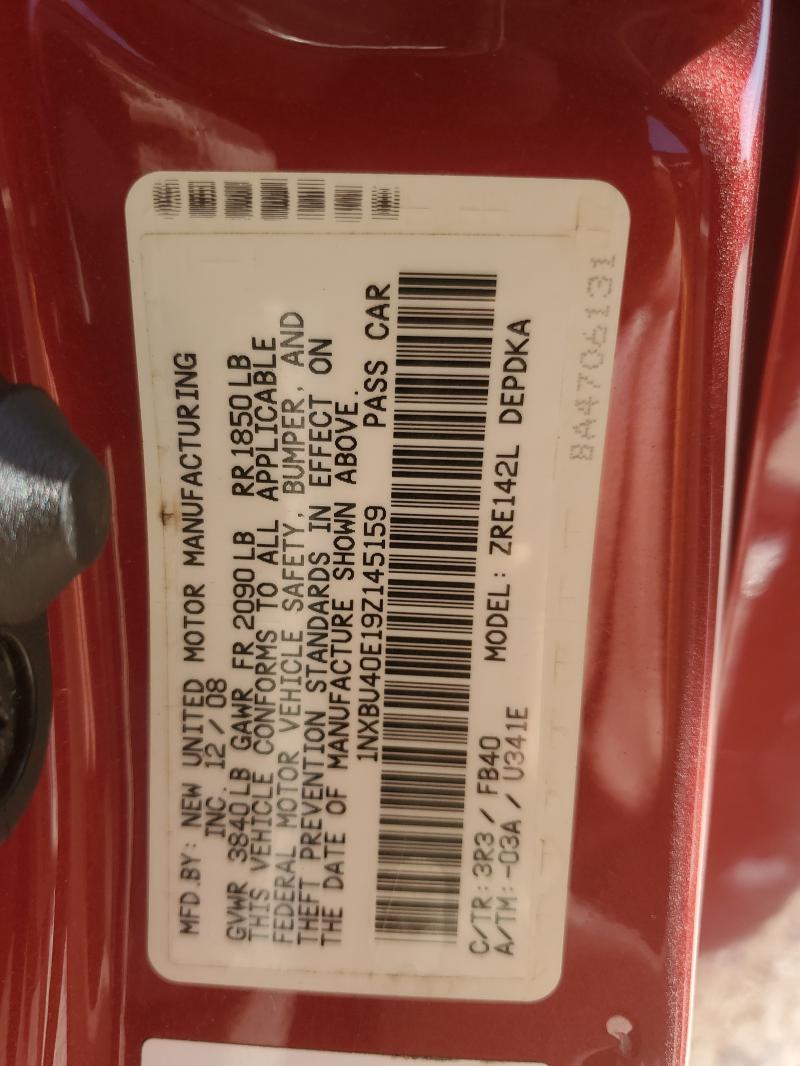 MFD.BY: NEW UNITED MOTOR MANUFACTURING
INC. 12/08
GVWR 3840LB GAWR FR 2090LB RR1850LB
THIS VEHICLE CONFORMS TO ALL APPLICABLE
FEDERAL MOTOR VEHICLE SAFETY, BUMPER, AND
THEFT PREVENTION STANDARDS IN EFFECT ON
THE DATE OF MANUFACTURE SHOWN ABOVE.
1NXBU40E19Z145159 PASS CAR
C/TR:3R3/FB40 MODEL: ZRE142L DEPDKA
A/TM:-03A/U341E
BA4706131